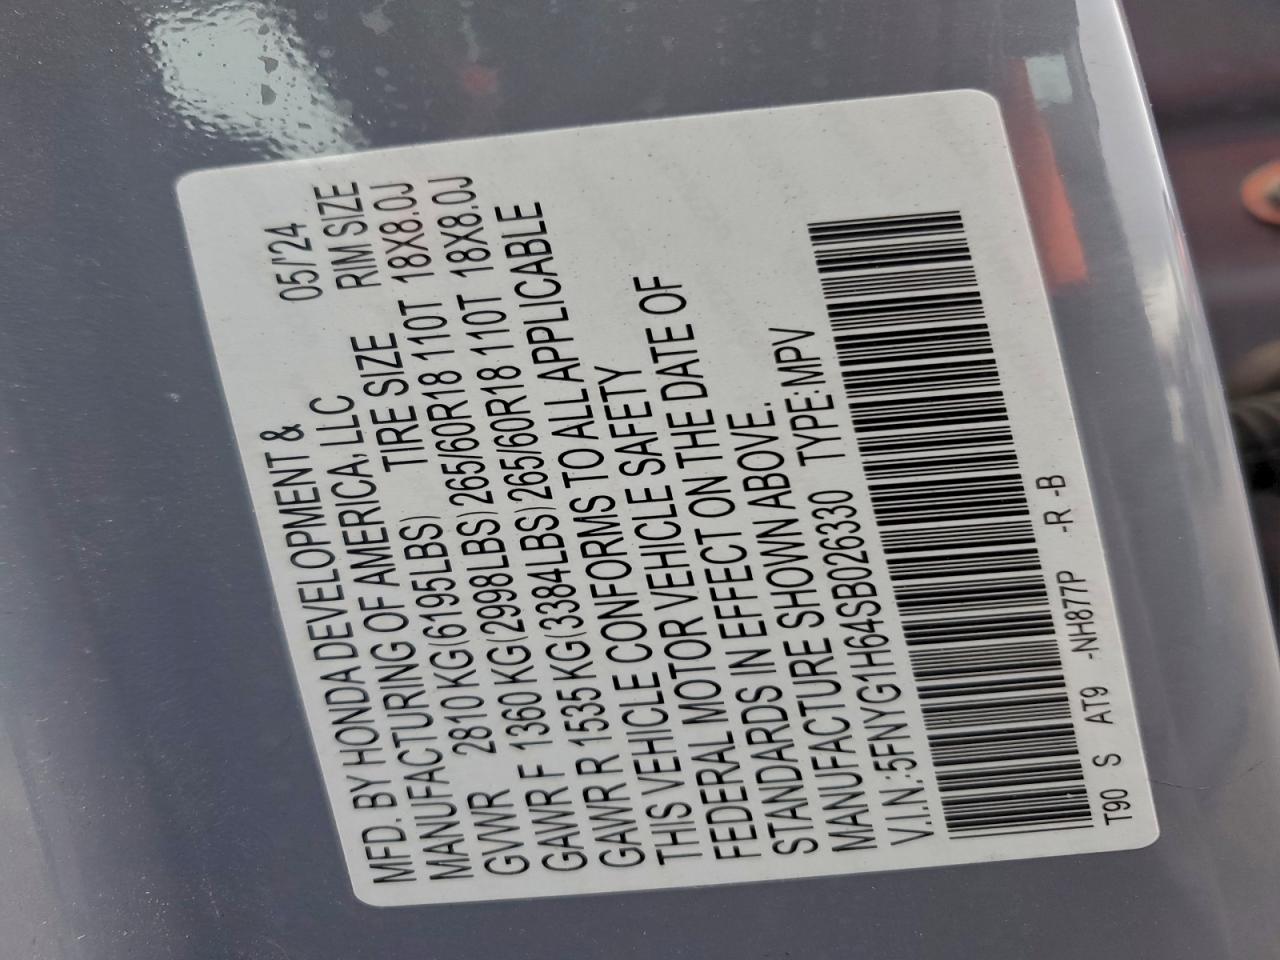 MFD. BY HONDA DEVELOPMENT & 05/'24
MANUFACTURING OF AMERICA, LLC RIM SIZE
GVWR 2810 KG(6195LBS) TIRE SIZE 18X8.0J
GAWR F 1360 KG(2998LBS) 265/60R18 110T 18X8.0J
GAWR R 1535 KG(3384LBS) 265/60R18 110T
THIS VEHICLE CONFORMS TO ALL APPLICABLE
FEDERAL MOTOR VEHICLE SAFETY
STANDARDS IN EFFECT ON THE DATE OF
MANUFACTURE SHOWN ABOVE.
V.I.N.:5FNYG1H64SB026330 TYPE:MPV
T90 S AT9 -NH877P -R -B